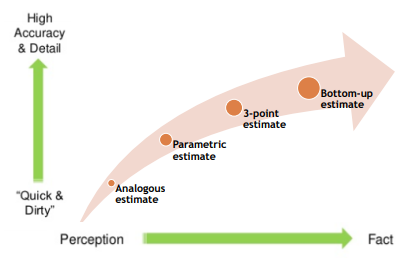 High
Accuracy
& Detail
Bottom-up
estimate
3-point
estimate
Parametric
estimate
Analogous
estimate
“Quick &
Dirty”
Perception
Fact